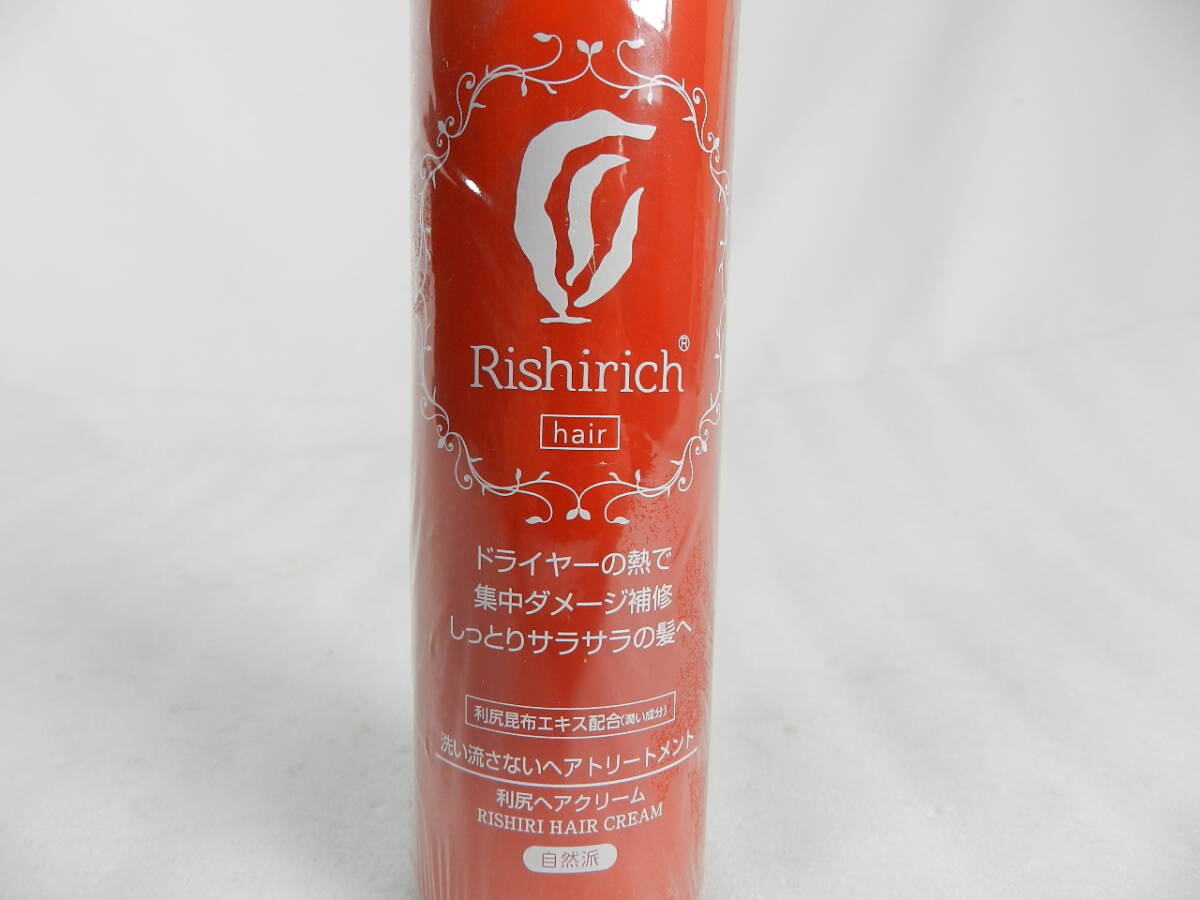 Rishirich®
hair
ドライヤーの熱で
集中ダメージ補修
しっとりサラサラの髪へ
利尻昆布エキス配合(潤い成分)
洗い流さないヘアトリートメント
利尻ヘアクリーム
RISHIRI HAIR CREAM
自然派